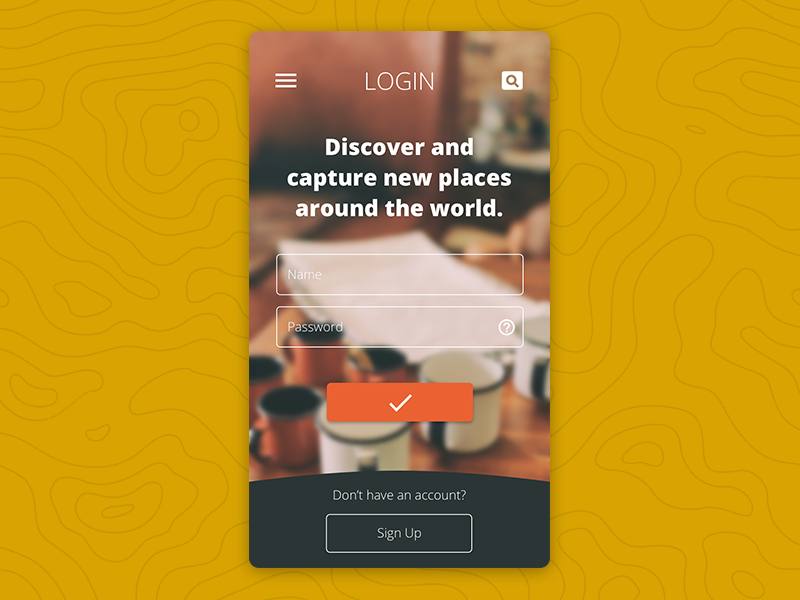 LOGIN
Discover and
capture new places
around the world.
Name
Password
Don't have an account?
Sign Up